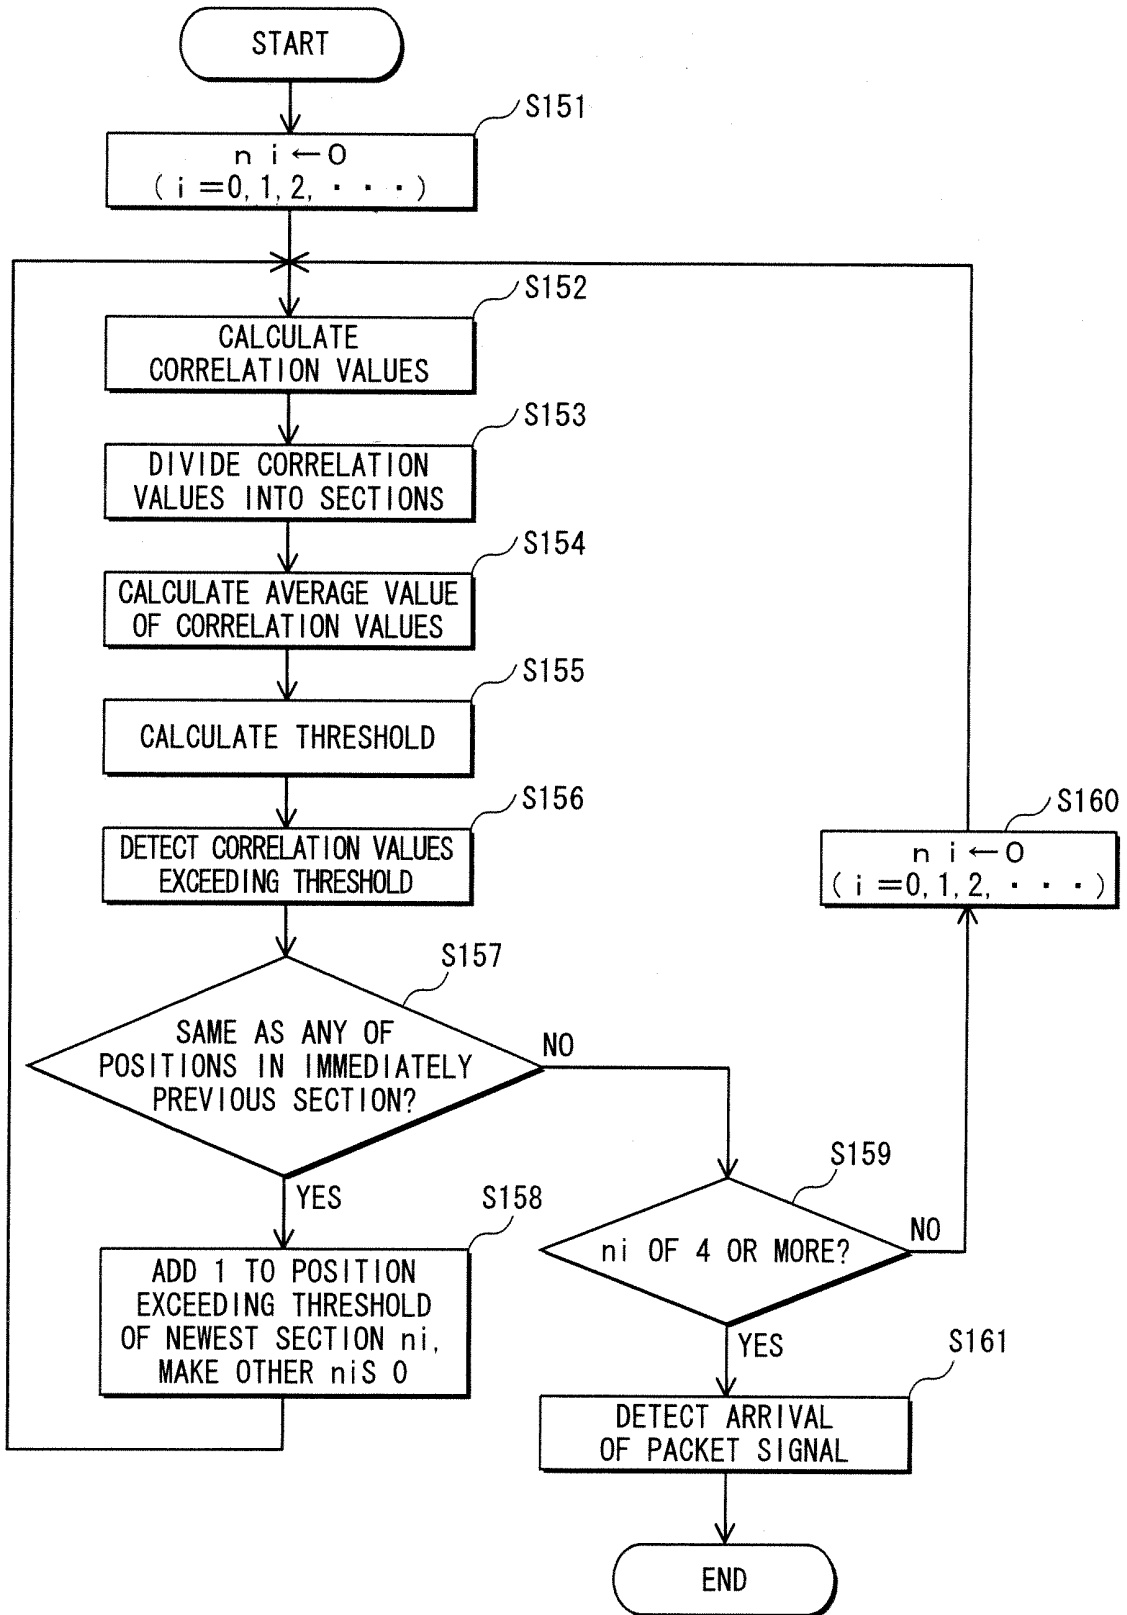 START
S151
n i ← 0
( i =0, 1, 2, ・ ・ ・ )
S152
CALCULATE
CORRELATION VALUES
S153
DIVIDE CORRELATION
VALUES INTO SECTIONS
S154
CALCULATE AVERAGE VALUE
OF CORRELATION VALUES
S155
CALCULATE THRESHOLD
S156
DETECT CORRELATION VALUES
EXCEEDING THRESHOLD
S160
n i ← 0
( i =0, 1, 2, ・ ・ ・ )
S157
SAME AS ANY OF
POSITIONS IN IMMEDIATELY
PREVIOUS SECTION?
NO
YES
S158
ADD 1 TO POSITION
EXCEEDING THRESHOLD
OF NEWEST SECTION ni,
MAKE OTHER niS 0
S159
ni OF 4 OR MORE?
NO
YES
S161
DETECT ARRIVAL
OF PACKET SIGNAL
END